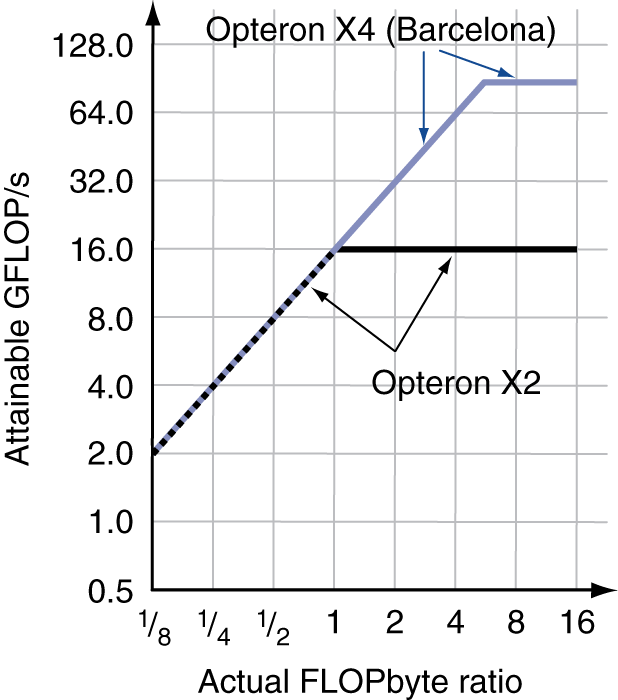 Opteron X4 (Barcelona)
128.0
64.0
32.0
16.0
8.0
4.0
2.0
1.0
0.5
Attainable GFLOP/s
Opteron X2
1/8 1/4 1/2 1 2 4 8 16
Actual FLOPbyte ratio